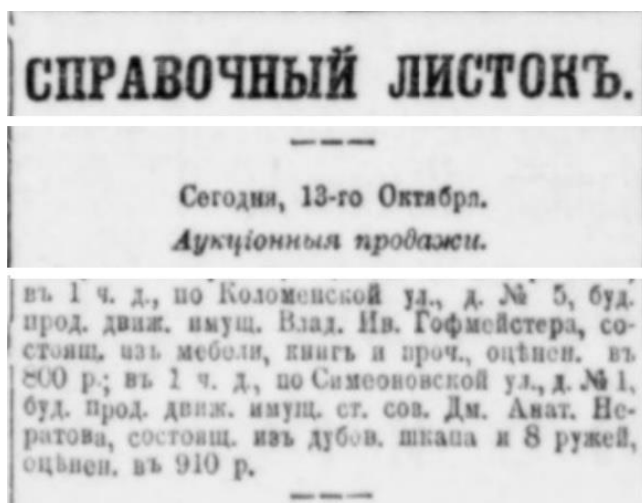 СПРАВОЧНЫЙ ЛИСТОКЪ.
Сегодня, 13-го Октября.
Аукціонныя продажи.
въ 1 ч. д., по Коломенской ул., д. № 5, буд.
прод. движ. имущ. Влад. Ив. Гофмейстера, со-
стоящ. изъ мебели, книгъ и проч., оцѣнен. въ
800 р.; въ 1 ч. д., по Симеоновской ул., д. № 1,
буд. прод. движ. имущ. ст. сов. Дм. Анат. Не-
ратова, состоящ. изъ дубов. шкапа и 8 ружей,
оцѣнен. въ 910 р.